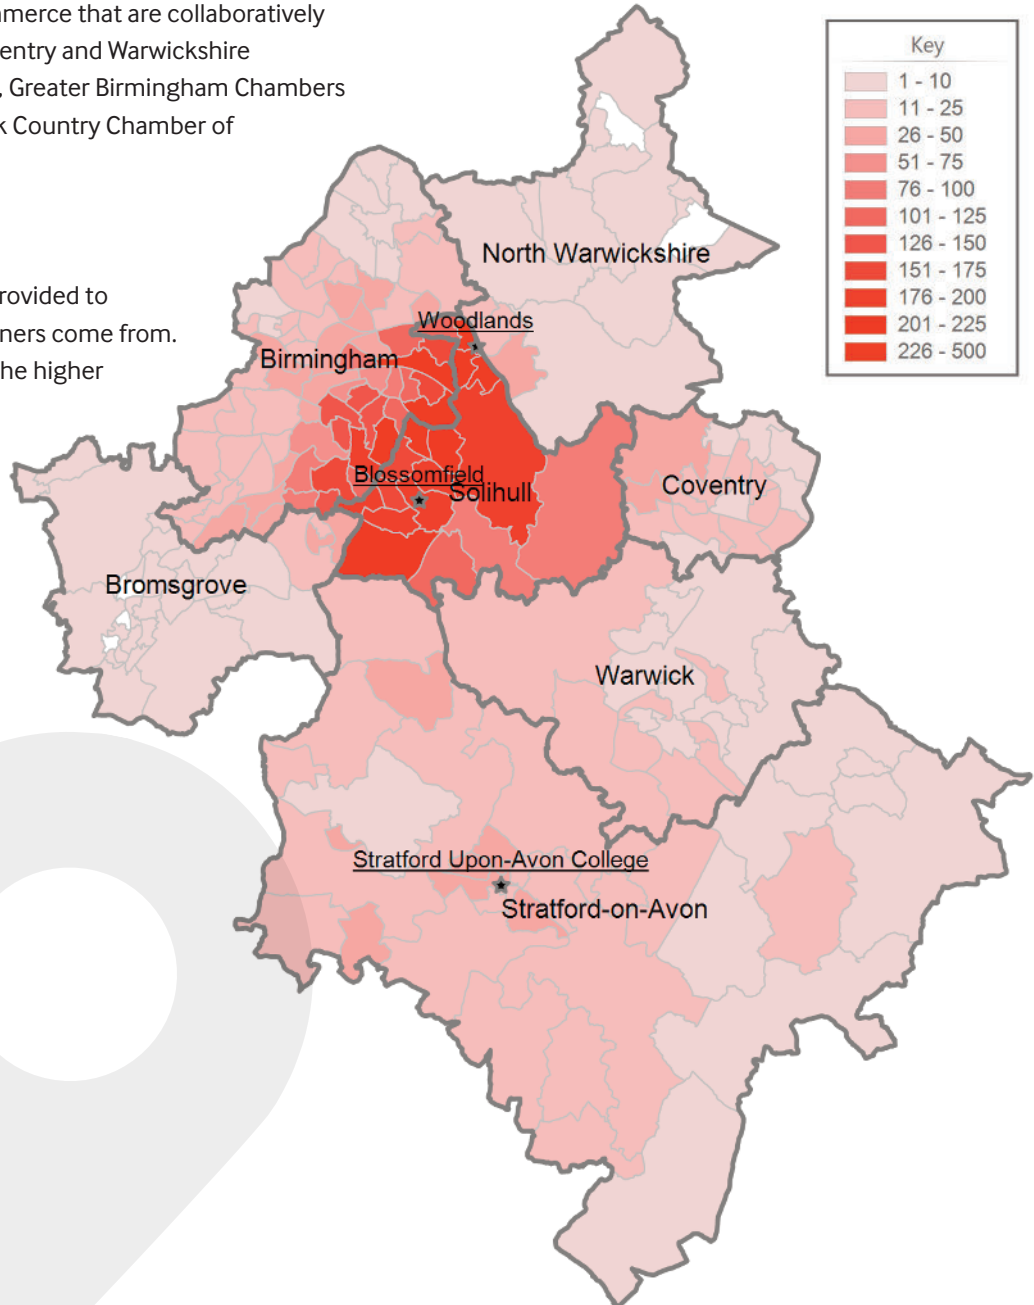 merce that are collaboratively
entry and Warwickshire
, Greater Birmingham Chambers
k Country Chamber of
rovided to
ners come from.
he higher
Key
1 - 10
11 - 25
26 - 50
51 - 75
76 - 100
101 - 125
126 - 150
151 - 175
176 - 200
201 - 225
226 - 500
North Warwickshire
Woodlands
Birmingham
Blossomfield
Solihull
Coventry
Bromsgrove
Warwick
Stratford Upon-Avon College
Stratford-on-Avon